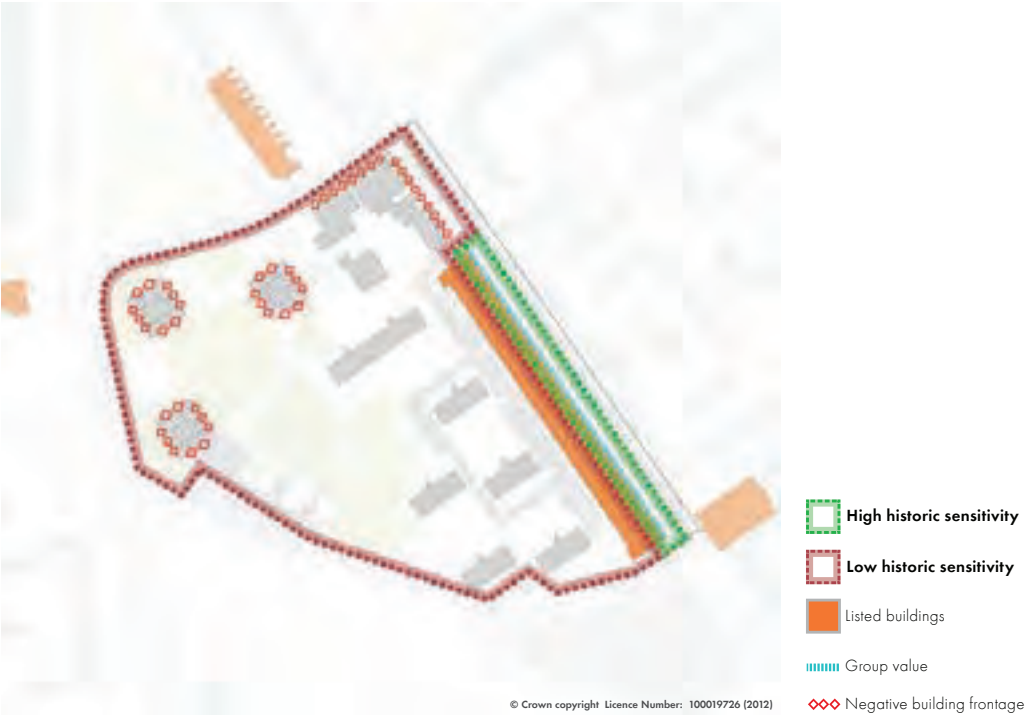 High historic sensitivity
Low historic sensitivity
Listed buildings
Group value
Negative building frontage
© Crown copyright Licence Number: 100019726 (2012)